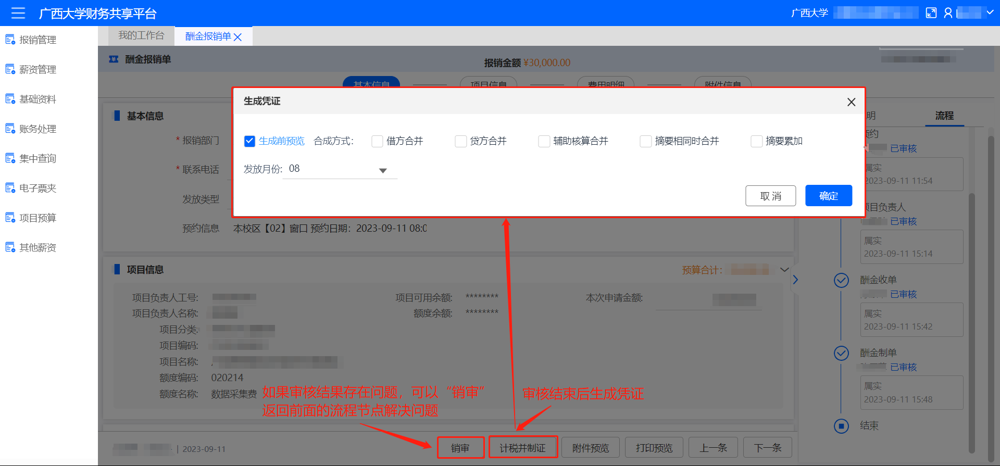 广西大学财务共享平台
广西大学
报销管理
薪资管理
基础资料
账务处理
集中查询
电子票夹
项目预算
其他薪资
我的工作台
酬金报销单
酬金报销单
报销金额 ¥30,000.00
基本信息
项目信息
费用明细
附件信息
生成凭证
生成前预览 合成方式：
借方合并
贷方合并
辅助核算合并
摘要相同时合并
摘要累加
发放月份: 08
取 消
确定
基本信息
* 报销部门
* 联系电话
发放类型
预约信息 本校区【02】窗口 预约日期：2023-09-11 08:0
项目信息
预算合计：
项目负责人工号:
项目可用余额: ********
本次申请金额:
项目负责人名称:
额度余额: ********
项目分类:
项目编码:
项目名称:
额度编码: 020214
额度名称: 数据采集费
如果审核结果存在问题，可以“销审”
返回前面的流程节点解决问题
审核结束后生成凭证
| 2023-09-11
销审
计税并制证
附件预览
打印预览
上一条
下一条
明
流程
预约
已审核
属实
2023-09-11 11:54
项目负责人
已审核
属实
2023-09-11 15:14
酬金收单
已审核
属实
2023-09-11 15:42
酬金制单
已审核
属实
2023-09-11 15:48
结束